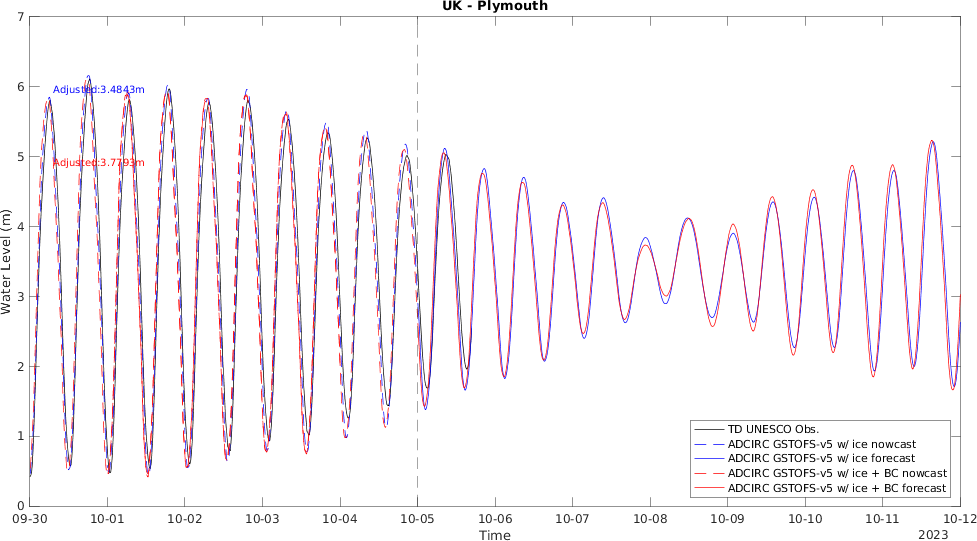 UK - Plymouth
7
6
5
4
3
2
1
0
Water Level (m)
Adjusted:3.4843m
Adjusted:3.7793m
TD UNESCO Obs.
ADCIRC GSTOFS-v5 w/ ice nowcast
ADCIRC GSTOFS-v5 w/ ice forecast
ADCIRC GSTOFS-v5 w/ ice + BC nowcast
ADCIRC GSTOFS-v5 w/ ice + BC forecast
09-30 10-01 10-02 10-03 10-04 10-05 10-06 10-07 10-08 10-09 10-10 10-11 10-12
Time
2023